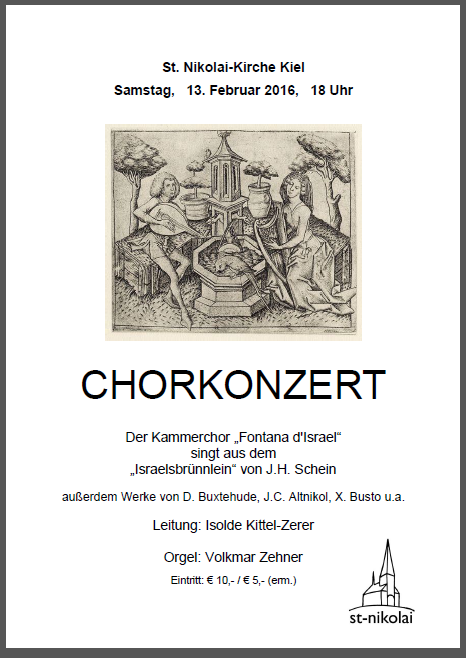 St. Nikolai-Kirche Kiel
Samstag, 13. Februar 2016, 18 Uhr
CHORKONZERT
Der Kammerchor „Fontana d'Israel“
singt aus dem
„Israelsbrünnlein“ von J.H. Schein
außerdem Werke von D. Buxtehude, J.C. Altnikol, X. Busto u.a.
Leitung: Isolde Kittel-Zerer
Orgel: Volkmar Zehner
Eintritt: € 10,- / € 5,- (erm.)
st-nikolai